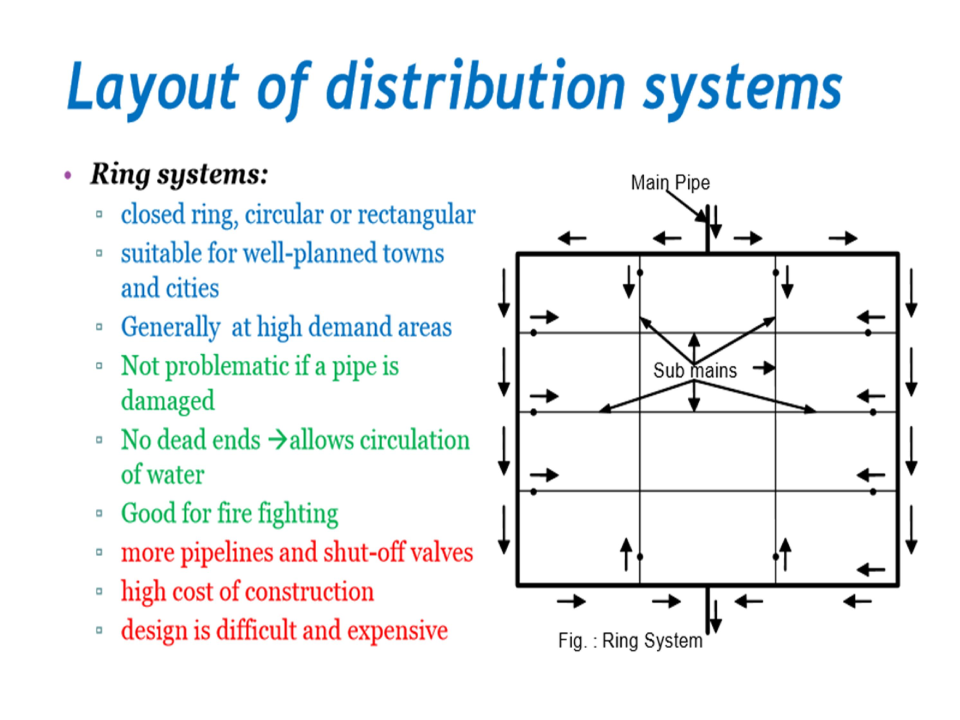 Layout of distribution systems
• Ring systems:
▫ closed ring, circular or rectangular
▫ suitable for well-planned towns
and cities
▫ Generally at high demand areas
▫ Not problematic if a pipe is
damaged
▫ No dead ends →allows circulation
of water
▫ Good for fire fighting
▫ more pipelines and shut-off valves
▫ high cost of construction
▫ design is difficult and expensive
Main Pipe
Sub mains
Fig. : Ring System